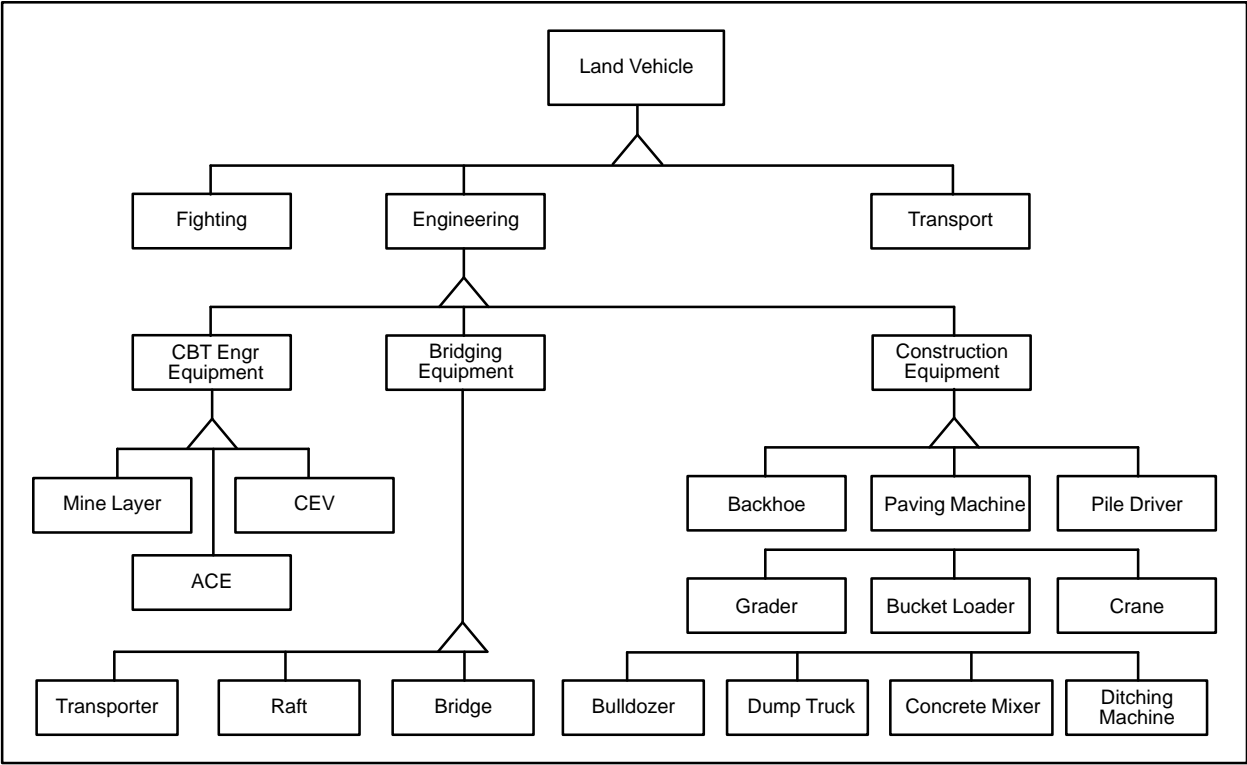 Land Vehicle
Fighting
Engineering
Transport
CBT Engr
Equipment
Bridging
Equipment
Construction
Equipment
Mine Layer
CEV
ACE
Backhoe
Paving Machine
Pile Driver
Grader
Bucket Loader
Crane
Transporter
Raft
Bridge
Bulldozer
Dump Truck
Concrete Mixer
Ditching
Machine